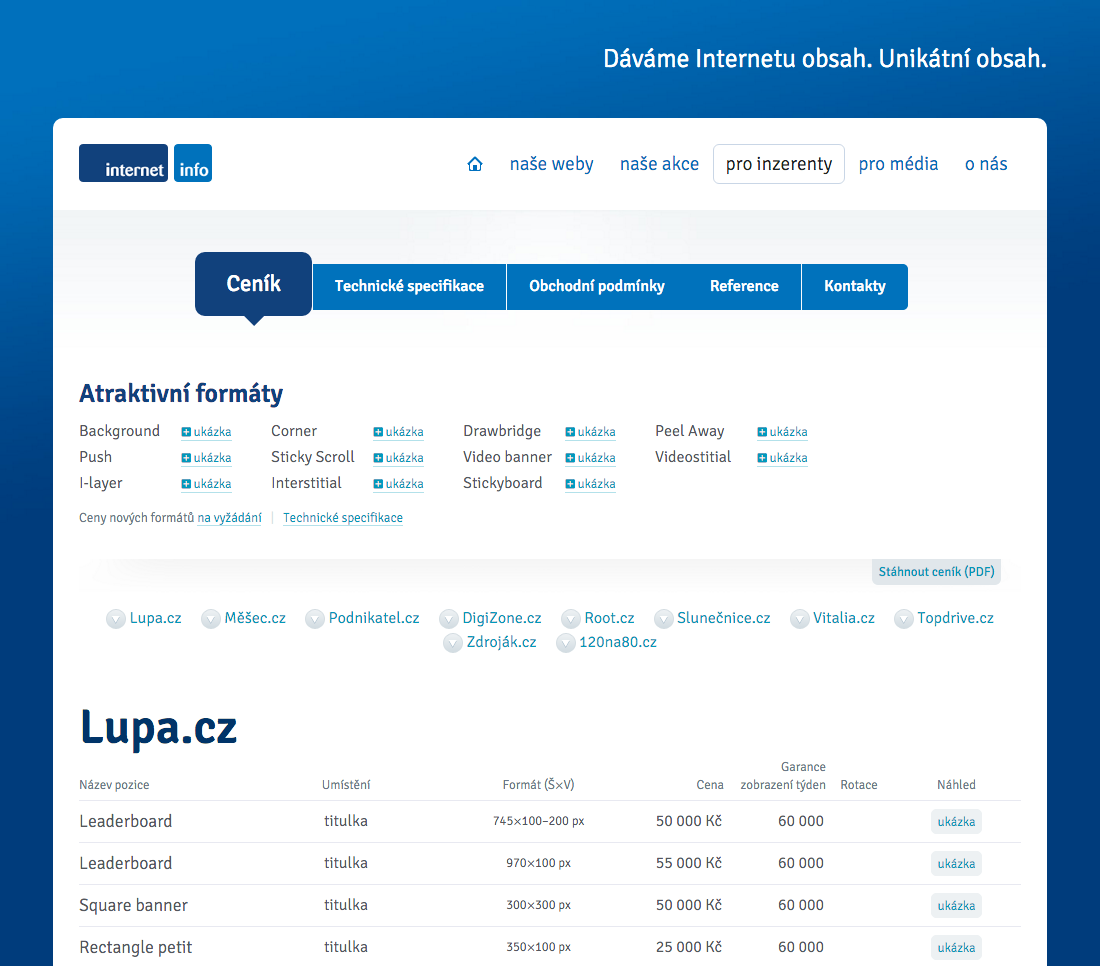 Dáváme Internetu obsah. Unikátní obsah.
internet info
naše weby naše akce pro inzerenty pro média o nás
Ceník Technické specifikace Obchodní podmínky Reference Kontakty
Atraktivní formáty
Background ukázka Corner ukázka Drawbridge ukázka Peel Away ukázka
Push ukázka Sticky Scroll ukázka Video banner ukázka Videostitial ukázka
I-layer ukázka Interstitial ukázka Stickyboard ukázka
Ceny nových formátů na vyžádání | Technické specifikace
Stáhnout ceník (PDF)
Lupa.cz Měšec.cz Podnikatel.cz DigiZone.cz Root.cz Slunečnice.cz Vitalia.cz Topdrive.cz
Zdroják.cz 120na80.cz
Lupa.cz
Název pozice Umístění Formát (Š×V) Cena Garance zobrazení týden Rotace Náhled
Leaderboard titulka 745×100–200 px 50 000 Kč 60 000 ukázka
Leaderboard titulka 970×100 px 55 000 Kč 60 000 ukázka
Square banner titulka 300×300 px 50 000 Kč 60 000 ukázka
Rectangle petit titulka 350×100 px 25 000 Kč 60 000 ukázka